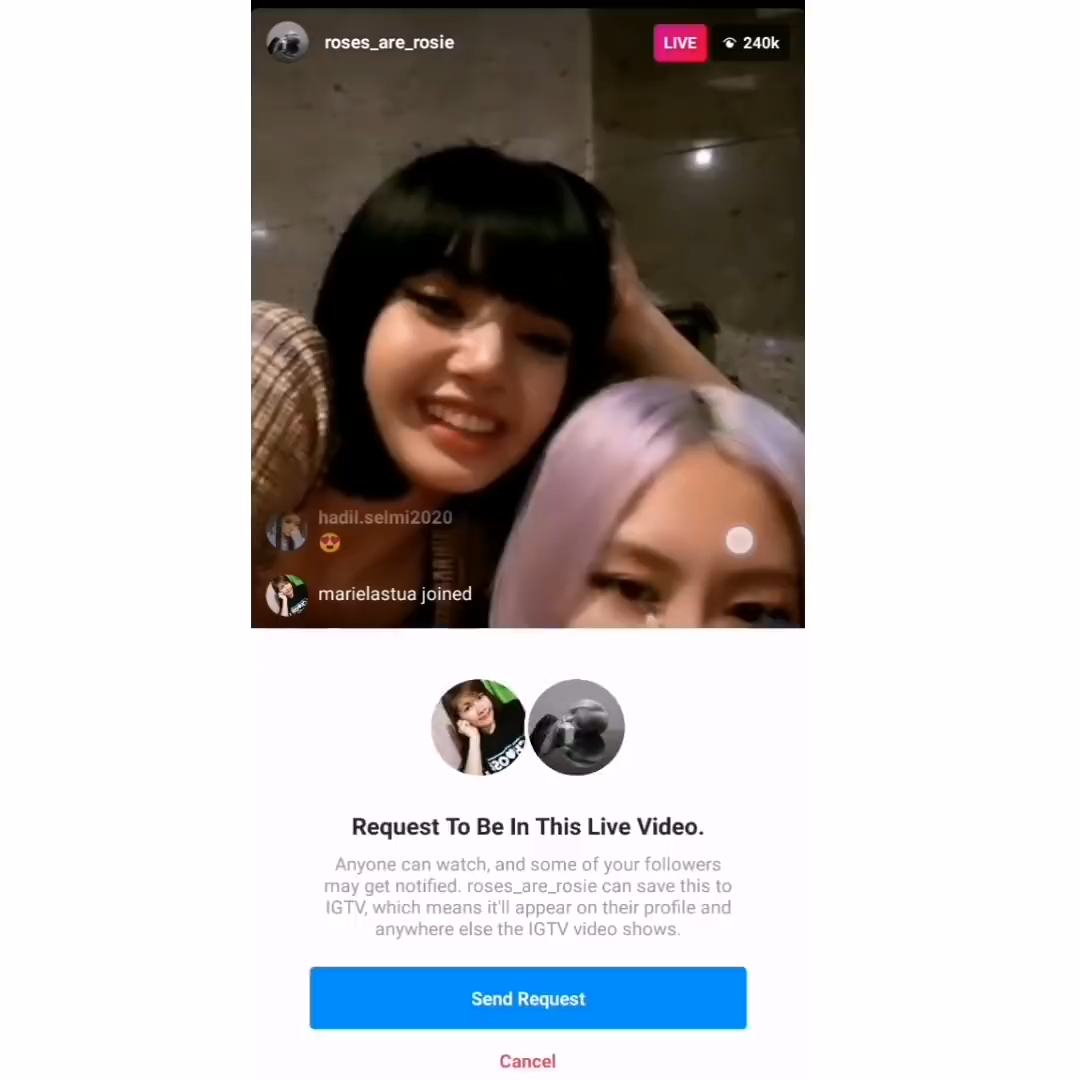 roses_are_rosie
LIVE
240k
hadil.selmi2020
😍
marielastua joined
Request To Be In This Live Video.
Anyone can watch, and some of your followers
may get notified. roses_are_rosie can save this to
IGTV, which means it'll appear on their profile and
anywhere else the IGTV video shows.
Send Request
Cancel